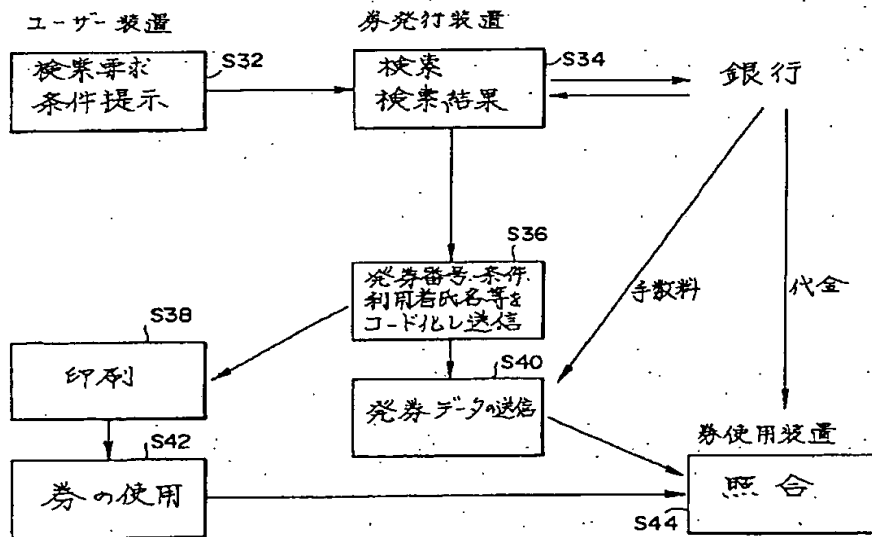 ユーザー装置
券発行装置
S32
検索要求
条件提示
S34
検索
検索結果
銀行
S36
発券番号、条件、
利用者氏名等を
コード化し送信
手数料
代金
S38
印刷
S40
発券データの送信
S42
券の使用
券使用装置
照合
S44